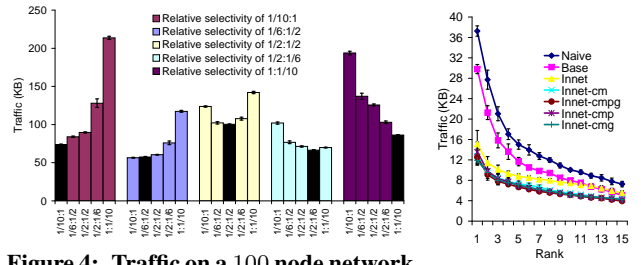 250
200
150
100
50
0
Traffic (KB)
Relative selectivity of 1/10:1
Relative selectivity of 1/6:1/2
Relative selectivity of 1/2:1/2
Relative selectivity of 1/2:1/6
Relative selectivity of 1:1/10
1/10:1
1/6:1/2
1/2:1/2
1/2:1/6
1:1/10
1/10:1
1/6:1/2
1/2:1/2
1/2:1/6
1:1/10
1/10:1
1/6:1/2
1/2:1/2
1/2:1/6
1:1/10
1/10:1
1/6:1/2
1/2:1/2
1/2:1/6
1:1/10
1/10:1
1/6:1/2
1/2:1/2
1/2:1/6
1:1/10
40
36
32
28
24
20
16
12
8
4
0
Traffic (KB)
Naive
Base
Innet
Innet-cm
Innet-cmpg
Innet-cmp
Innet-cmg
1 3 5 7 9 11 13 15
Rank
Figure 4: Traffic on a 100 node network